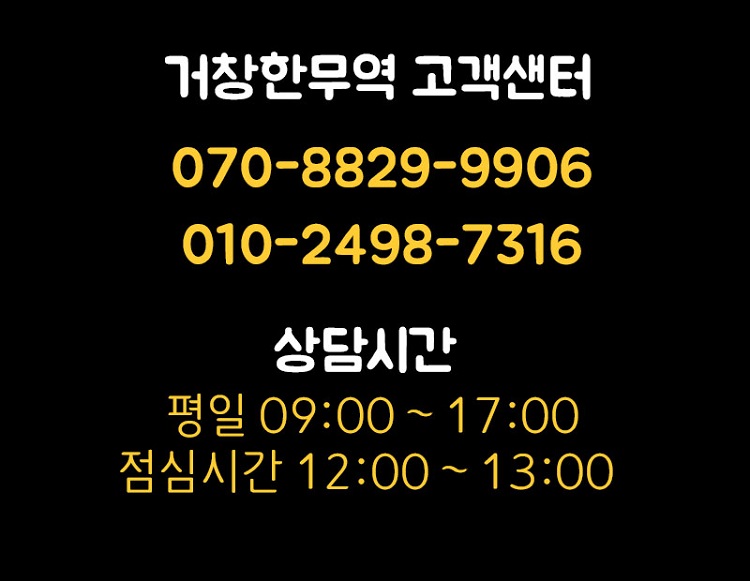 거창한무역 고객샌터
070-8829-9906
010-2498-7316
상담시간
평일 09:00 ~ 17:00
점심시간 12:00 ~ 13:00